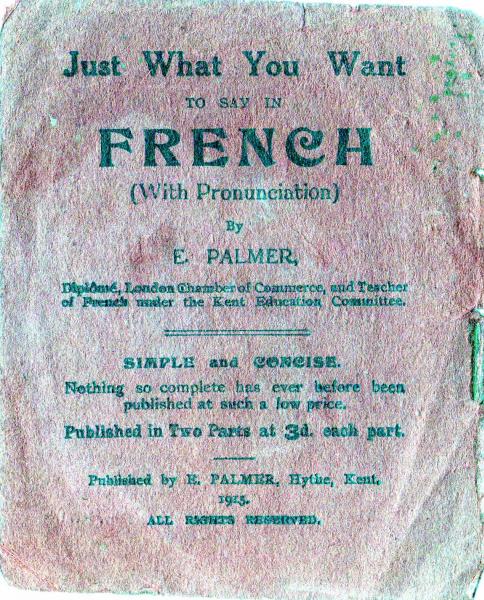 Just What You Want
TO SAY IN
FRENCH
(With Pronunciation)
By
E. PALMER,
Diplômé, London Chamber of Commerce, and Teacher
of French under the Kent Education Committee.
SIMPLE and CONCISE.
Nothing so complete has ever before been
published at such a low price.
Published in Two Parts at 3d. each part.
Published by E. PALMER, Hythe, Kent.
1915.
ALL RIGHTS RESERVED.